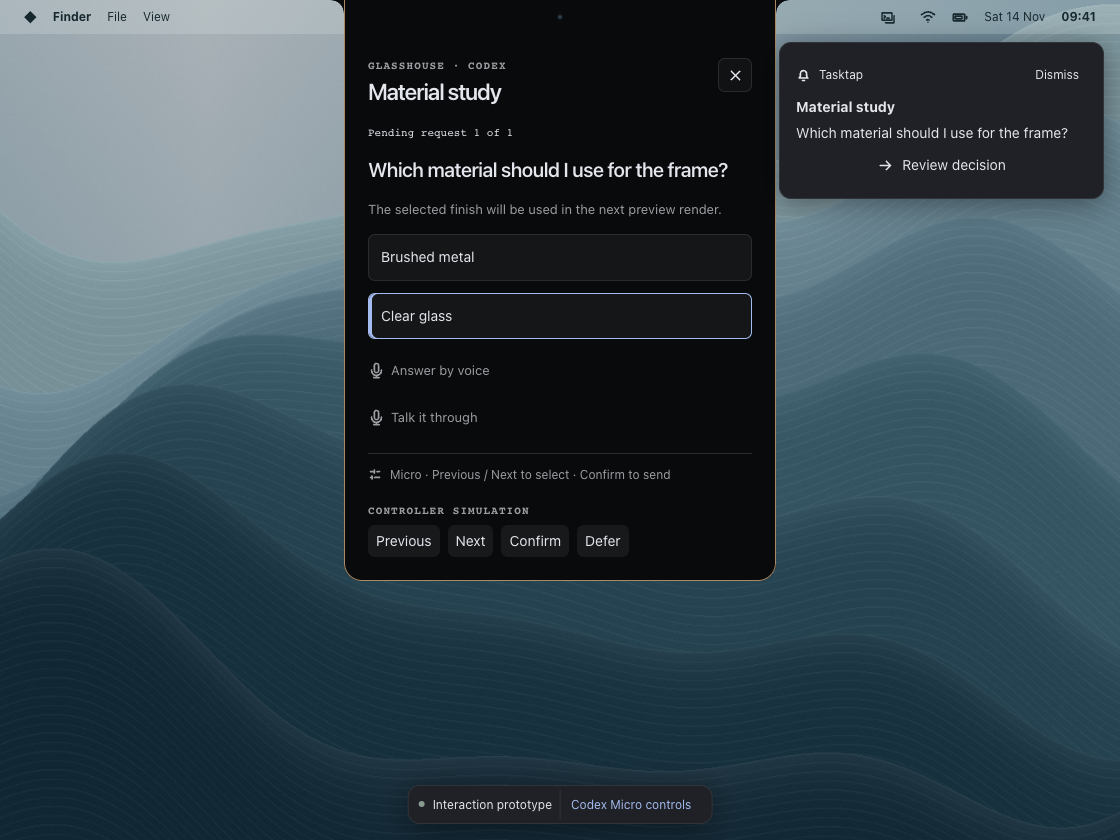 Finder File View
Sat 14 Nov 09:41
GLASSHOUSE · CODEX
Material study
Pending request 1 of 1
Which material should I use for the frame?
The selected finish will be used in the next preview render.
Brushed metal
Clear glass
Answer by voice
Talk it through
Micro · Previous / Next to select · Confirm to send
CONTROLLER SIMULATION
Previous Next Confirm Defer
Tasktap Dismiss
Material study
Which material should I use for the frame?
Review decision
Interaction prototype Codex Micro controls